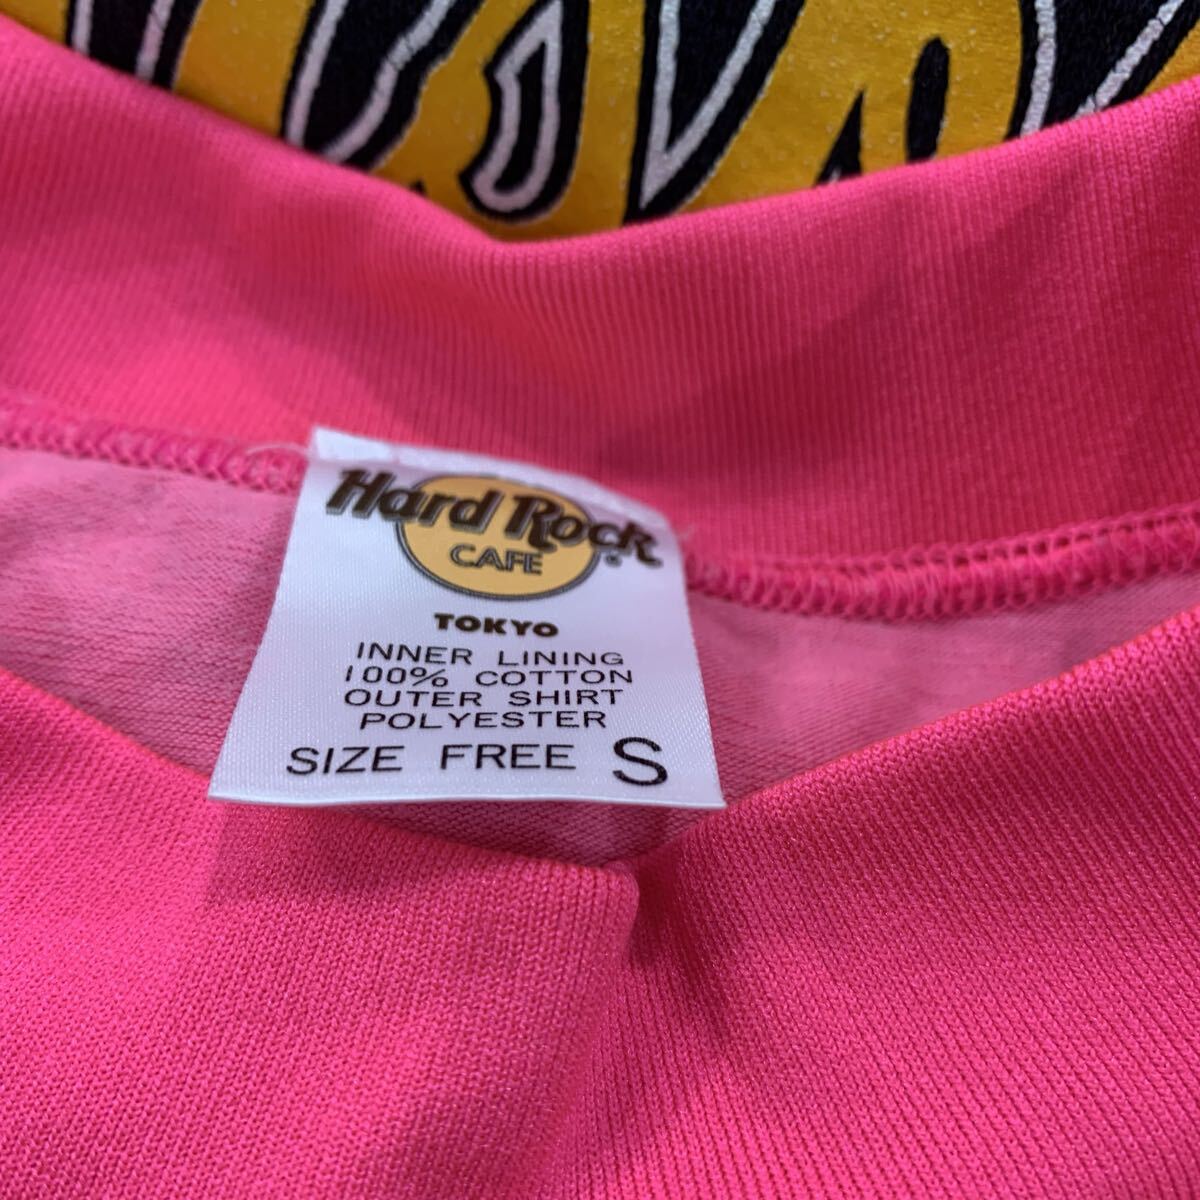 Hard Rock
CAFE ®
TOKYO
INNER LINING
100% COTTON
OUTER SHIRT
POLYESTER
SIZE FREE S